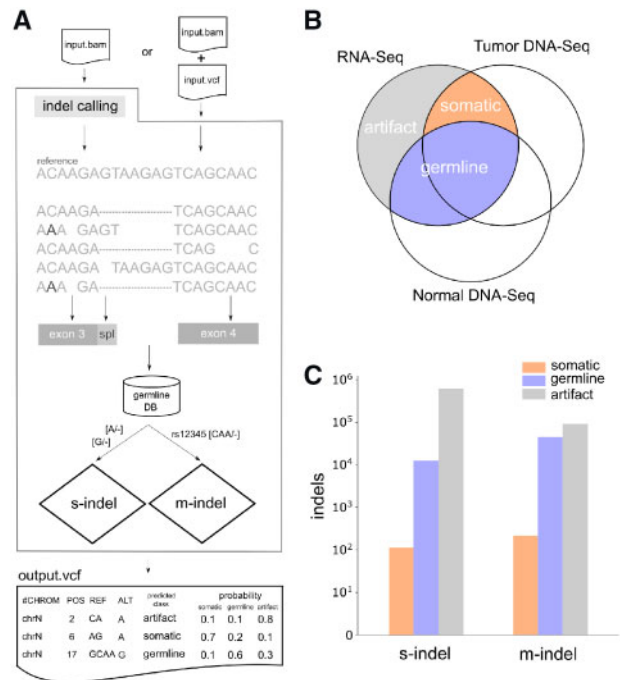 A
input.bam
or
input.bam
+
input.vcf
indel calling
reference
ACAAGAGTAAGAGTCAGCAAC
ACAAGA---------------TCAGCAAC
AAA GAGT TCAGCAAC
ACAAGA---------------TCAG C
ACAAGA TAAGAGTCAGCAAC
AAA GA---------------TCAGCAAC
exon 3 spl exon 4
germline
DB
[A/-]
[G/-]
rs12345 [CAA/-]
s-indel
m-indel
output.vcf
#CHROM POS REF ALT predicted class probability
somatic germline artifact
chrN 2 CA A artifact 0.1 0.1 0.8
chrN 6 AG A somatic 0.7 0.2 0.1
chrN 17 GCAA G germline 0.1 0.6 0.3
B
RNA-Seq
Tumor DNA-Seq
artifact
somatic
germline
Normal DNA-Seq
C
somatic
germline
artifact
indels
10⁶
10⁵
10⁴
10³
10²
10¹
0
s-indel
m-indel